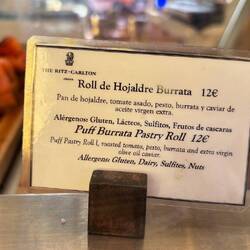 THE RITZ-CARLTON
Roll de Hojaldre Burrata 12€
Pan de hojaldre, tomate asado, pesto, burrata y caviar de
aceite virgen extra.
Alérgenos Gluten, Lácteos, Sulfitos, Frutos de cascaras
Puff Burrata Pastry Roll 12€
Puff Pastry Roll, roasted tomato, pesto, burrata and extra virgin
olive oil caviar.
Allergens Gluten, Dairy, Sulfites, Nuts